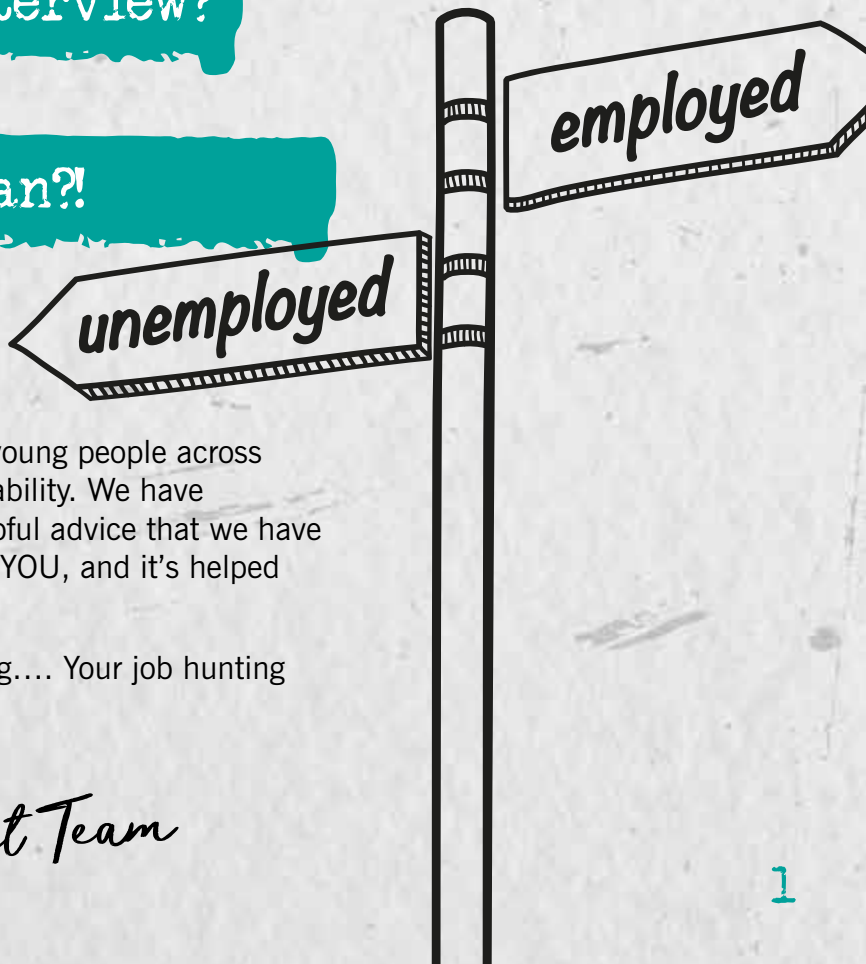 interview?
employed
an?!
unemployed
young people across
ability. We have
pful advice that we have
YOU, and it's helped
g.... Your job hunting
t Team
1